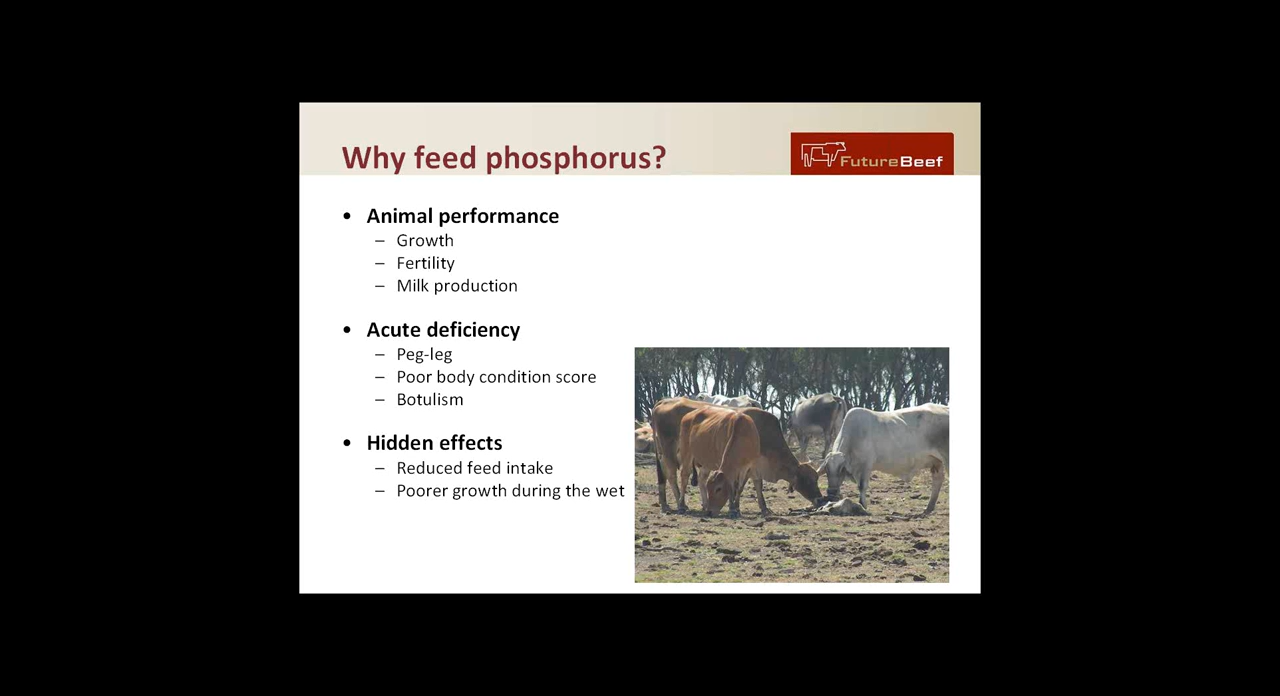 Why feed phosphorus?
FutureBeef
• Animal performance
– Growth
– Fertility
– Milk production
• Acute deficiency
– Peg-leg
– Poor body condition score
– Botulism
• Hidden effects
– Reduced feed intake
– Poorer growth during the wet